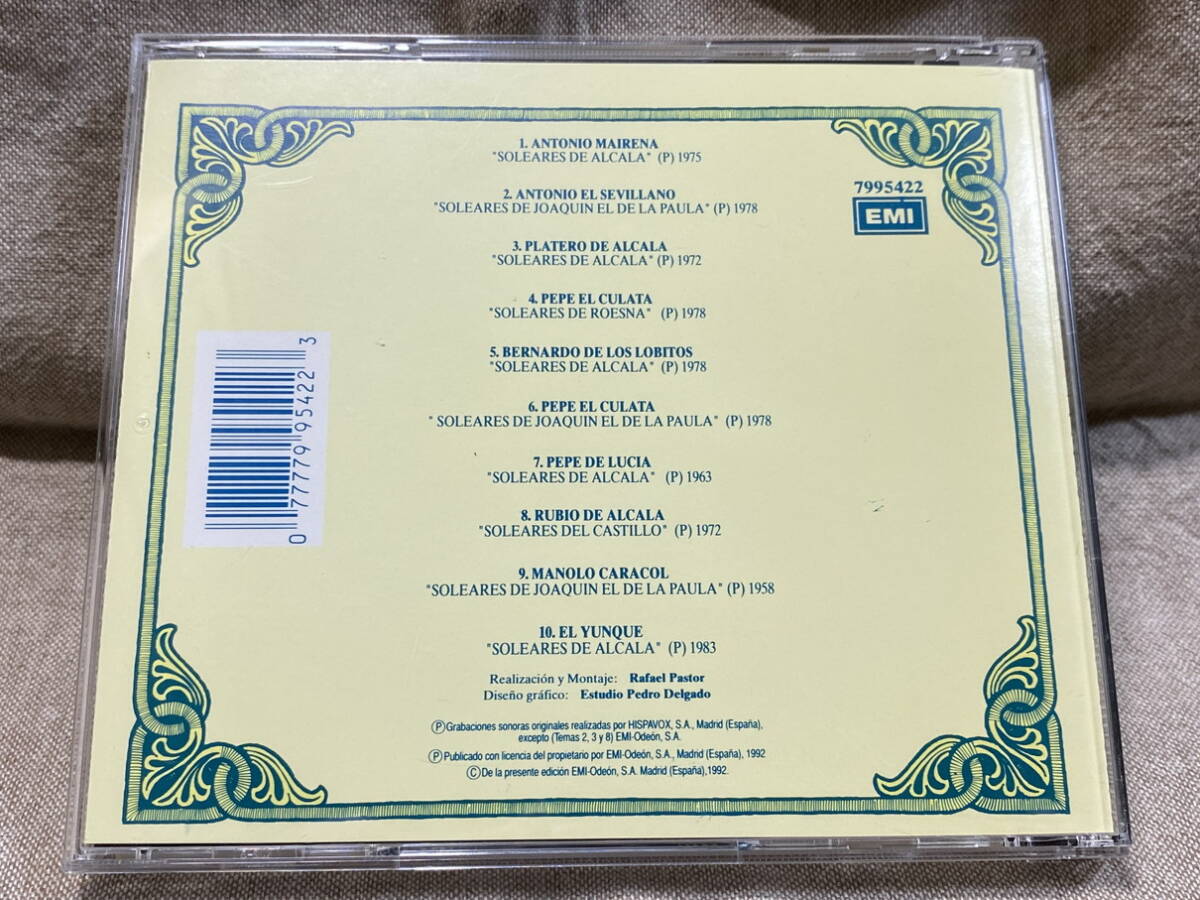 1. ANTONIO MAIRENA
"SOLEARES DE ALCALA" (P) 1975
2. ANTONIO EL SEVILLANO
"SOLEARES DE JOAQUIN EL DE LA PAULA" (P) 1978
3. PLATERO DE ALCALA
"SOLEARES DE ALCALA" (P) 1972
4. PEPE EL CULATA
"SOLEARES DE ROESNA" (P) 1978
5. BERNARDO DE LOS LOBITOS
"SOLEARES DE ALCALA" (P) 1978
6. PEPE EL CULATA
" SOLEARES DE JOAQUIN EL DE LA PAULA" (P) 1978
7. PEPE DE LUCIA
"SOLEARES DE ALCALA" (P) 1963
8. RUBIO DE ALCALA
"SOLEARES DEL CASTILLO" (P) 1972
9. MANOLO CARACOL
"SOLEARES DE JOAQUIN EL DE LA PAULA" (P) 1958
10. EL YUNQUE
"SOLEARES DE ALCALA" (P) 1983
Realización y Montaje: Rafael Pastor
Diseño gráfico: Estudio Pedro Delgado
Ⓟ Grabaciones sonoras originales realizadas por HISPAVOX, S.A., Madrid (España),
excepto (Temas 2, 3 y 8) EMI-Odeón, S.A.
Ⓟ Publicado con licencia del propietario por EMI-Odeón, S.A., Madrid (España), 1992
Ⓒ De la presente edición EMI-Odeón, S.A. Madrid (España),1992.
7995422
EMI
0 77779 95422 3